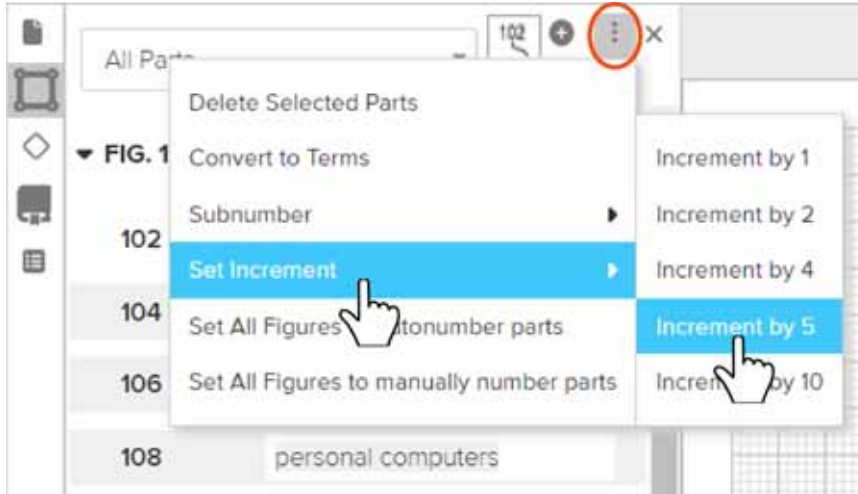 102
All Pa
Delete Selected Parts
FIG. 1
Convert to Terms
Increment by 1
Subnumber
Increment by 2
102
Set Increment
Increment by 4
104
Set All Figures tonumber parts
Increment by 5
106
Set All Figures to manually number parts
Increment by 10
108
personal computers